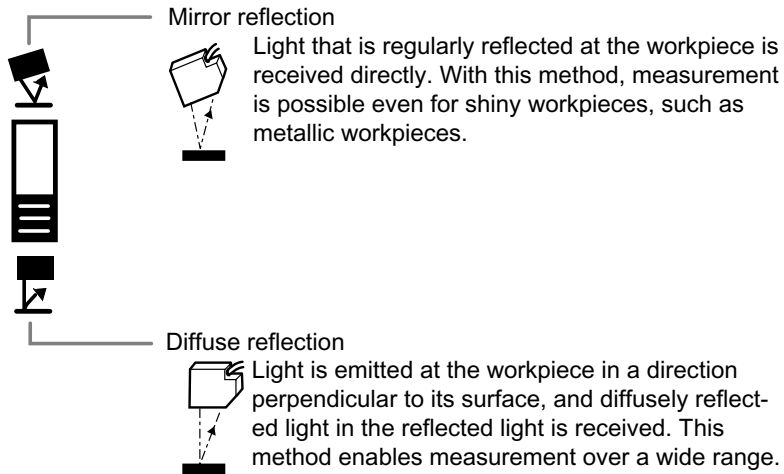 Mirror reflection
Light that is regularly reflected at the workpiece is
received directly. With this method, measurement
is possible even for shiny workpieces, such as
metallic workpieces.
Diffuse reflection
Light is emitted at the workpiece in a direction
perpendicular to its surface, and diffusely reflect-
ed light in the reflected light is received. This
method enables measurement over a wide range.